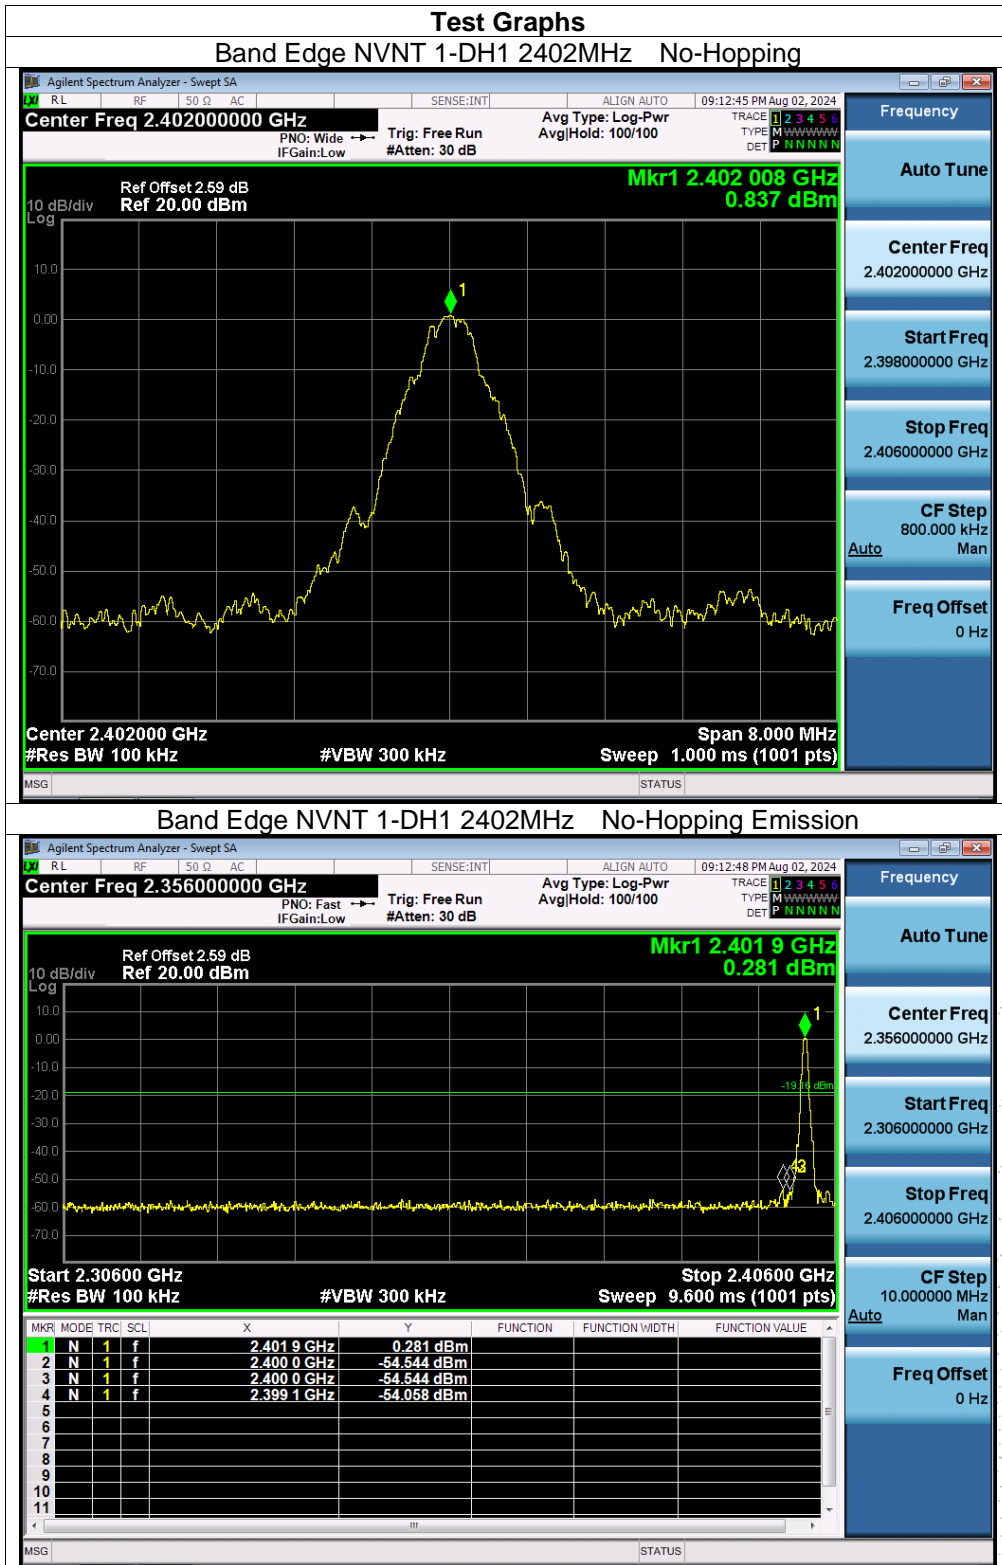 Test Graphs
Band Edge NVNT 1-DH1 2402MHz No-Hopping
Agilent Spectrum Analyzer - Swept SA
LXI RL RF 50 Ω AC SENSE:INT ALIGN AUTO 09:12:45 PM Aug 02, 2024
Center Freq 2.402000000 GHz
PNO: Wide
IFGain:Low
Trig: Free Run
#Atten: 30 dB
Avg Type: Log-Pwr
Avg|Hold: 100/100
TRACE 1 2 3 4 5 6
TYPE M WWWWW
DET P N N N N N
Frequency
Auto Tune
Center Freq
2.402000000 GHz
Start Freq
2.398000000 GHz
Stop Freq
2.406000000 GHz
CF Step
800.000 kHz
Auto Man
Freq Offset
0 Hz
Mkr1 2.402 008 GHz
0.837 dBm
Ref Offset 2.59 dB
10 dB/div Ref 20.00 dBm
Log
1
10.0
0.00
-10.0
-20.0
-30.0
-40.0
-50.0
-60.0
-70.0
Center 2.402000 GHz Span 8.000 MHz
#Res BW 100 kHz #VBW 300 kHz Sweep 1.000 ms (1001 pts)
MSG STATUS
Band Edge NVNT 1-DH1 2402MHz No-Hopping Emission
Agilent Spectrum Analyzer - Swept SA
LXI RL RF 50 Ω AC SENSE:INT ALIGN AUTO 09:12:48 PM Aug 02, 2024
Center Freq 2.356000000 GHz
PNO: Fast
IFGain:Low
Trig: Free Run
#Atten: 30 dB
Avg Type: Log-Pwr
Avg|Hold: 100/100
TRACE 1 2 3 4 5 6
TYPE M WWWWW
DET P N N N N N
Frequency
Auto Tune
Center Freq
2.356000000 GHz
Start Freq
2.306000000 GHz
Stop Freq
2.406000000 GHz
CF Step
10.000000 MHz
Auto Man
Freq Offset
0 Hz
Mkr1 2.401 9 GHz
0.281 dBm
Ref Offset 2.59 dB
10 dB/div Ref 20.00 dBm
Log
1
10.0
0.00
-10.0
-19.16 dBm
-20.0
-30.0
-40.0
-50.0
-60.0
-70.0
Start 2.30600 GHz Stop 2.40600 GHz
#Res BW 100 kHz #VBW 300 kHz Sweep 9.600 ms (1001 pts)
MKR MODE TRC SCL X Y FUNCTION FUNCTION WIDTH FUNCTION VALUE
1 N 1 f 2.401 9 GHz 0.281 dBm
2 N 1 f 2.400 0 GHz -54.544 dBm
3 N 1 f 2.400 0 GHz -54.544 dBm
4 N 1 f 2.399 1 GHz -54.058 dBm
5
6
7
8
9
10
11
MSG STATUS